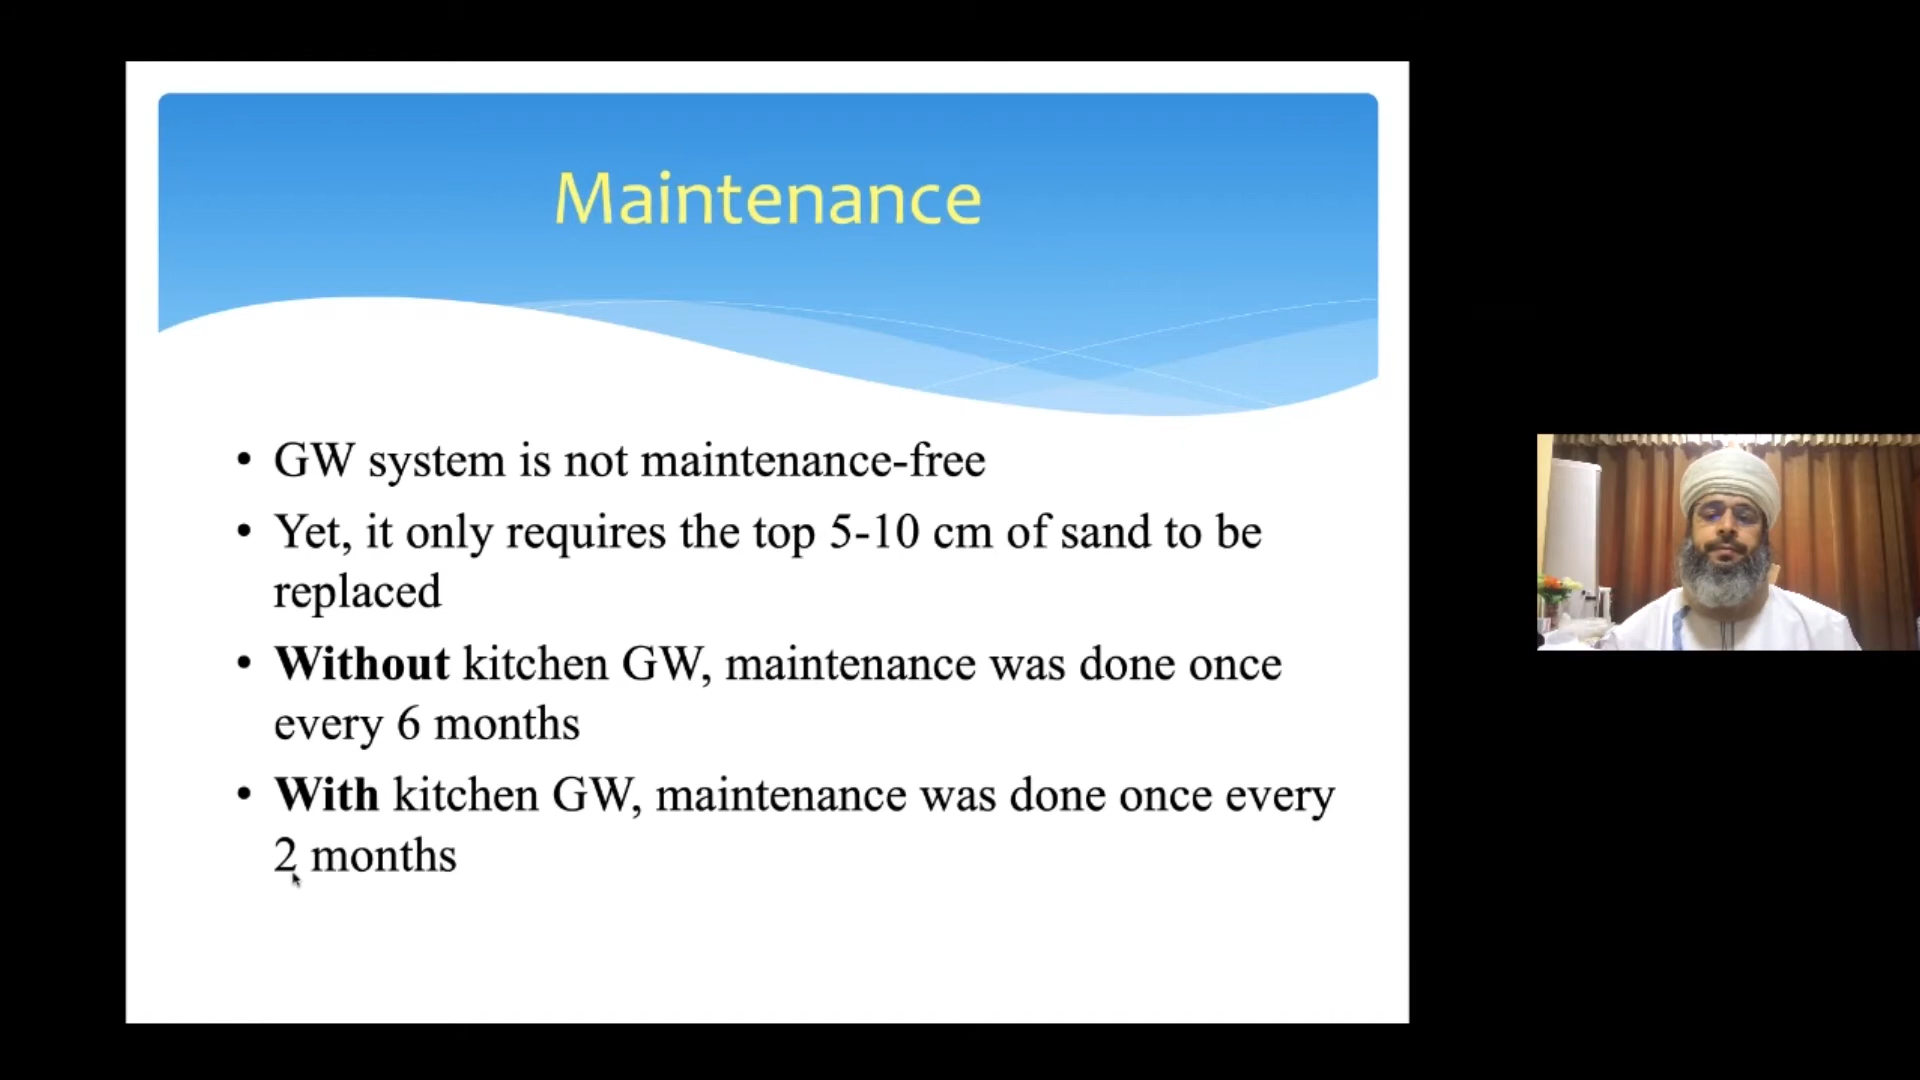 Maintenance
• GW system is not maintenance-free
• Yet, it only requires the top 5-10 cm of sand to be
replaced
• Without kitchen GW, maintenance was done once
every 6 months
• With kitchen GW, maintenance was done once every
2 months